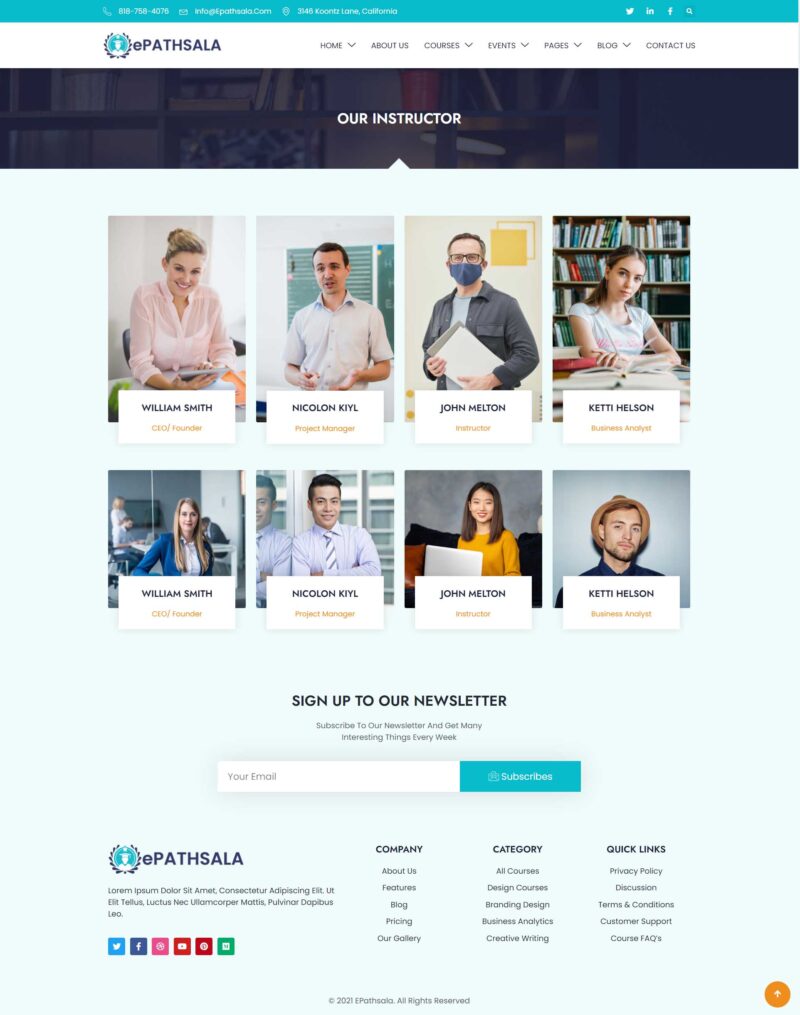 818-758-4076 Info@Epathsala.Com 3146 Koontz Lane, California
ePATHSALA
HOME ABOUT US COURSES EVENTS PAGES BLOG CONTACT US
OUR INSTRUCTOR
WILLIAM SMITH
CEO/ Founder
NICOLON KIYL
Project Manager
JOHN MELTON
Instructor
KETTI HELSON
Business Analyst
WILLIAM SMITH
CEO/ Founder
NICOLON KIYL
Project Manager
JOHN MELTON
Instructor
KETTI HELSON
Business Analyst
SIGN UP TO OUR NEWSLETTER
Subscribe To Our Newsletter And Get Many
Interesting Things Every Week
Your Email
Subscribes
ePATHSALA
Lorem Ipsum Dolor Sit Amet, Consectetur Adipiscing Elit. Ut
Elit Tellus, Luctus Nec Ullamcorper Mattis, Pulvinar Dapibus
Leo.
COMPANY
About Us
Features
Blog
Pricing
Our Gallery
CATEGORY
All Courses
Design Courses
Branding Design
Business Analytics
Creative Writing
QUICK LINKS
Privacy Policy
Discussion
Terms & Conditions
Customer Support
Course FAQ's
© 2021 EPathsala. All Rights Reserved